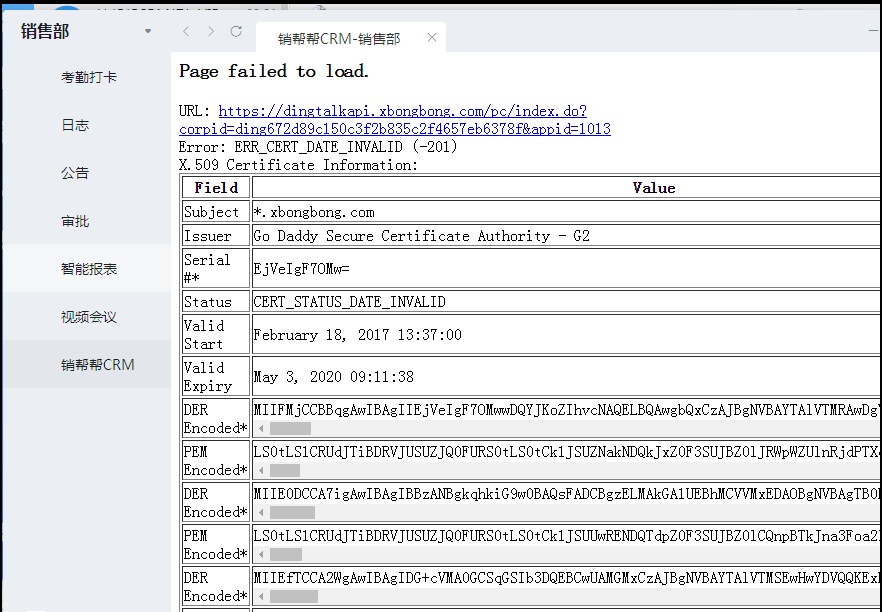 销售部
销帮帮CRM-销售部
考勤打卡
日志
公告
审批
智能报表
视频会议
销帮帮CRM
Page failed to load.
URL: https://dingtalkapi.xbongbong.com/pc/index.do?
corpid=ding672d89c150c3f2b835c2f4657eb6378f&appid=1013
Error: ERR_CERT_DATE_INVALID (-201)
X.509 Certificate Information:
Field Value
Subject *.xbongbong.com
Issuer Go Daddy Secure Certificate Authority - G2
Serial #* EjVeIgF7OMw=
Status CERT_STATUS_DATE_INVALID
Valid Start February 18, 2017 13:37:00
Valid Expiry May 3, 2020 09:11:38
DER Encoded* MIIFMjCCBBqgAwIBAgIIEjVeIgF7OMwwDQYJKoZIhvcNAQELBQAwgbQxCzAJBgNVBAYTAlVTMRAwDg
PEM Encoded* LS0tLS1CRUdJTiBDRVJUSUZJQ0FURS0tLS0tCk1JSUZNakNDQkJxZ0F3SUJBZ0lJRWpWZUlnRjdPTX
DER Encoded* MIIE0DCCA7igAwIBAgIBBzANBgkqhkiG9w0BAQsFADCBgzELMAkGA1UEBhMCVVMxEDAOBgNVBAgTB0
PEM Encoded* LS0tLS1CRUdJTiBDRVJUSUZJQ0FURS0tLS0tCk1JSUUwRENDQTdpZ0F3SUJBZ0lCQnpBTkJna3Foa2
DER Encoded* MIIEfTCCA2WgAwIBAgIDG+cVMA0GCSqGSIb3DQEBCwUAMGMxCzAJBgNVBAYTAlVTMSEwHwYDVQQKEx